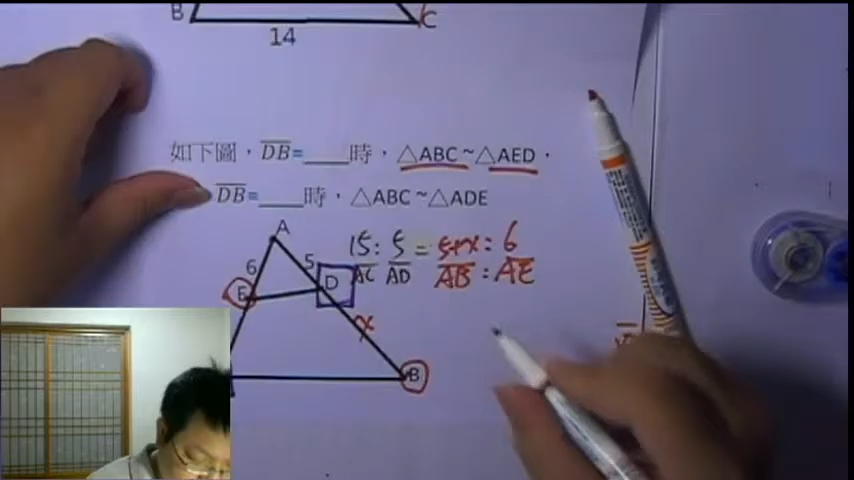 B C
14
如下圖，DB=____時，△ABC~△AED．
DB=____時，△ABC~△ADE
A
15:5=5+x:6
6 5
AC AD AB:AE
E D
x
B